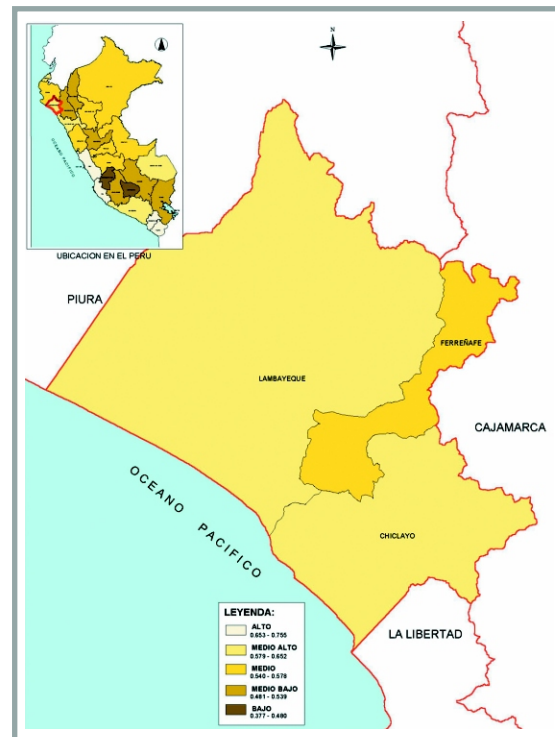 N
OCEANO PACIFICO
UBICACION EN EL PERU
PIURA
FERREÑAFE
LAMBAYEQUE
CAJAMARCA
OCEANO PACIFICO
CHICLAYO
LA LIBERTAD
LEYENDA:
ALTO
0.653 - 0.755
MEDIO ALTO
0.579 - 0.652
MEDIO
0.540 - 0.578
MEDIO BAJO
0.481 - 0.539
BAJO
0.377 - 0.480